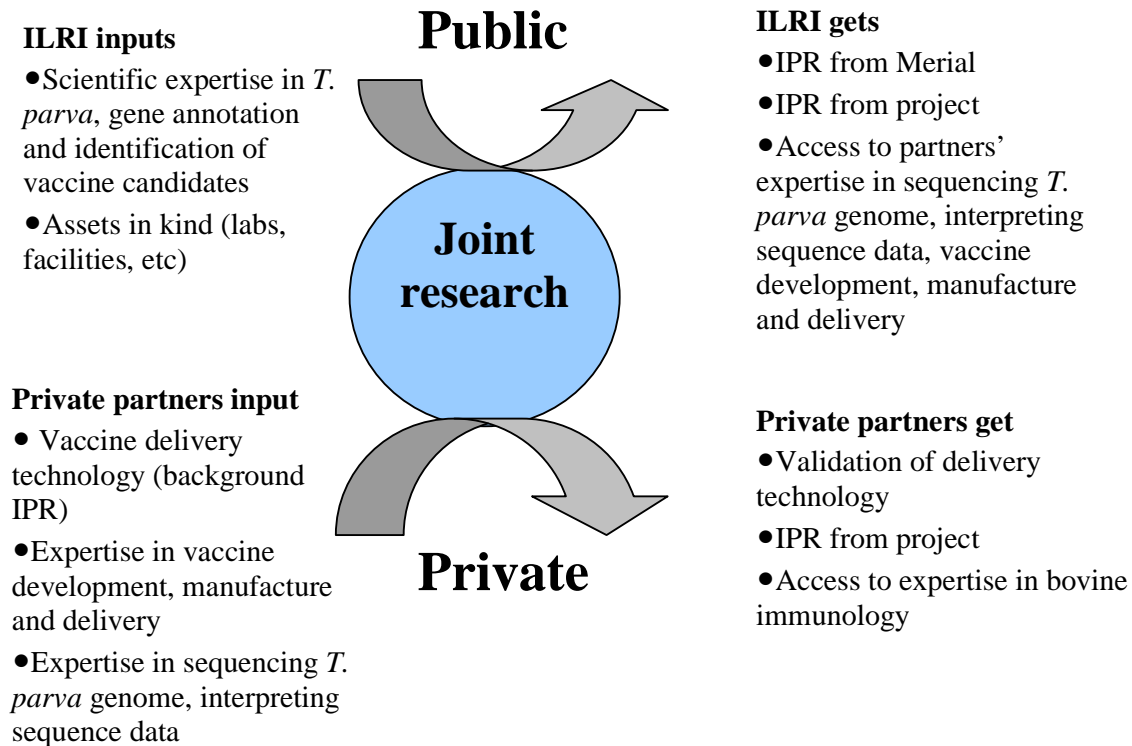 ILRI inputs
●Scientific expertise in T.
parva, gene annotation
and identification of
vaccine candidates
●Assets in kind (labs,
facilities, etc)
Public
ILRI gets
●IPR from Merial
●IPR from project
●Access to partners’
expertise in sequencing T.
parva genome, interpreting
sequence data, vaccine
development, manufacture
and delivery
Joint
research
Private partners input
● Vaccine delivery
technology (background
IPR)
●Expertise in vaccine
development, manufacture
and delivery
●Expertise in sequencing T.
parva genome, interpreting
sequence data
Private
Private partners get
●Validation of delivery
technology
●IPR from project
●Access to expertise in bovine
immunology